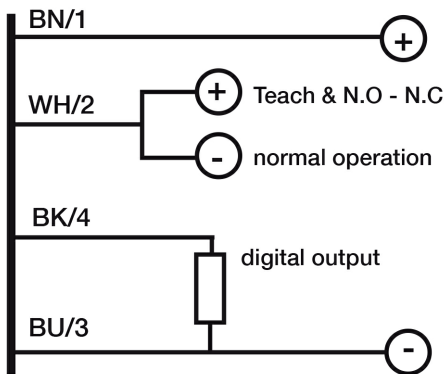 BN/1
+
WH/2
+ Teach & N.O - N.C
- normal operation
BK/4
digital output
BU/3
-